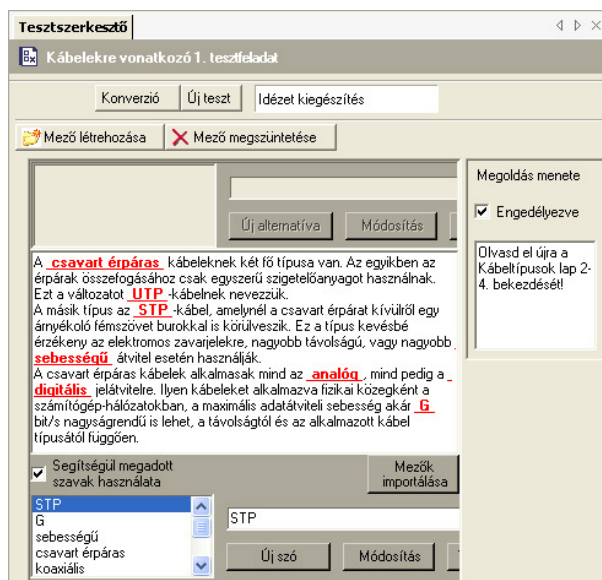 Tesztszerkesztő
Kábelekre vonatkozó 1. tesztfeladat
Konverzió Új teszt Idézet kiegészítés
Mező létrehozása Mező megszüntetése
Új alternatíva Módosítás
A csavart érpáras kábeleknek két fő típusa van. Az egyikben az
érpárak összefogásához csak egyszerű szigetelőanyagot használnak.
Ezt a változatot UTP -kábelnek nevezzük.
A másik típus az STP -kábel, amelynél a csavart érpárat kívülről egy
árnyékoló fémszövet burokkal is körülveszik. Ez a típus kevésbé
érzékeny az elektromos zavarjelekre, nagyobb távolságú, vagy nagyobb
sebességű átvitel esetén használják.
A csavart érpáras kábelek alkalmasak mind az analóg , mind pedig a
digitális jelátvitelre. Ilyen kábeleket alkalmazva fizikai közegként a
számítógép-hálózatokban, a maximális adatátviteli sebesség akár G
bit/s nagyságrendű is lehet, a távolságtól és az alkalmazott kábel
típusától függően.
Megoldás menete
Engedélyezve
Olvasd el újra a
Kábeltípusok lap 2-
4. bekezdését!
Segítségül megadott
szavak használata
Mezők
importálása
STP
G
sebességű
csavart érpáras
koaxiális
STP
Új szó Módosítás